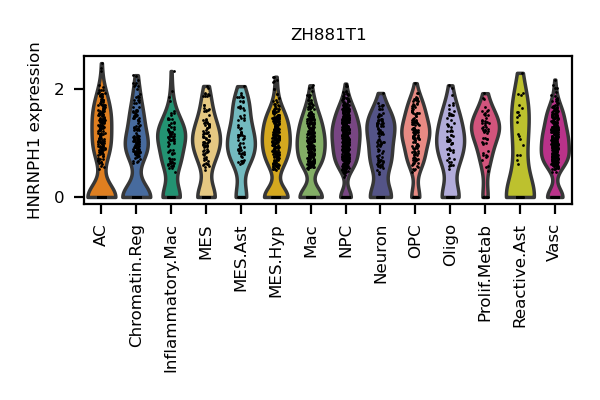 ZH881T1
HNRNPH1 expression
2
0
AC
Chromatin.Reg
Inflammatory.Mac
MES
MES.Ast
MES.Hyp
Mac
NPC
Neuron
OPC
Oligo
Prolif.Metab
Reactive.Ast
Vasc